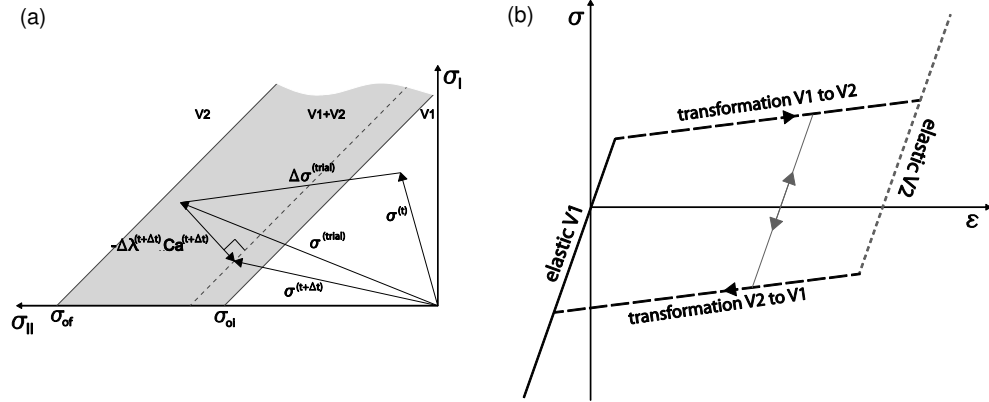 (a)
σI
V2
V1+V2
V1
Δσ(trial)
σ(t)
-Δλ(t+Δt) Ca(t+Δt)
σ(trial)
σ(t+Δt)
σII
σof
σoi
(b)
σ
transformation V1 to V2
elastic V2
ε
elastic V1
transformation V2 to V1